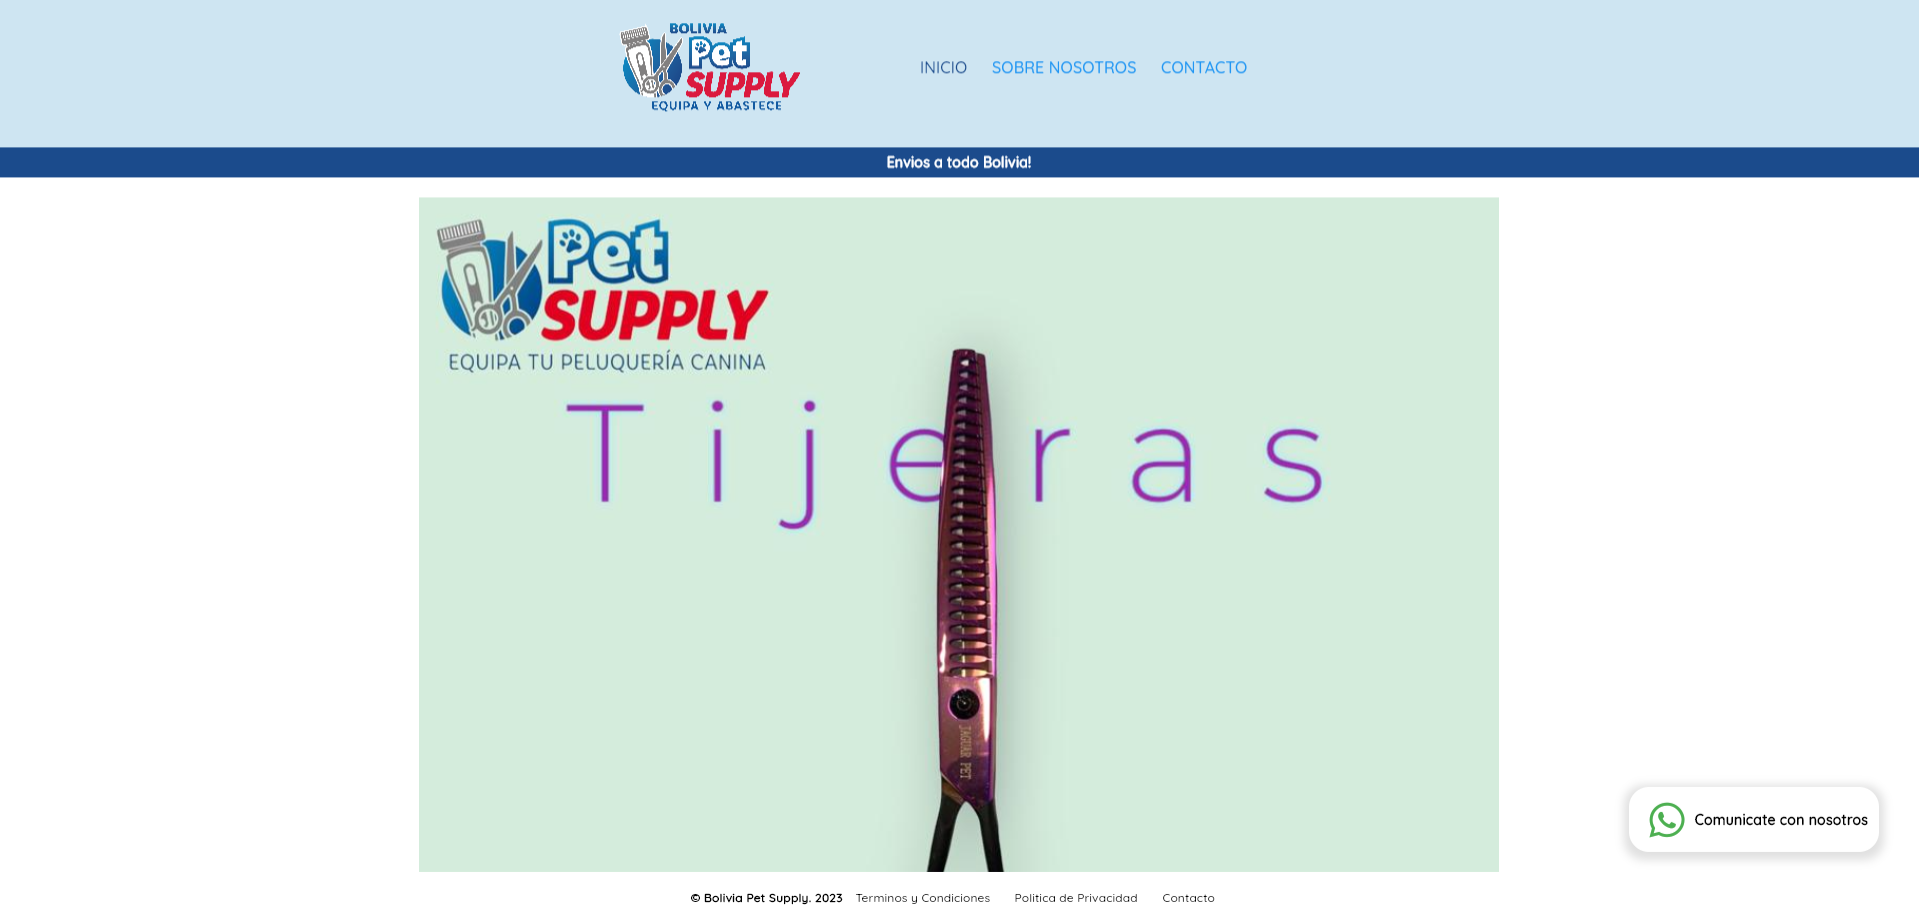 BOLIVIA
Pet
SUPPLY
EQUIPA Y ABASTECE
INICIO SOBRE NOSOTROS CONTACTO
Envios a todo Bolivia!
Pet
SUPPLY
EQUIPA TU PELUQUERÍA CANINA
Tijeras
JAGUAR PET
Comunicate con nosotros
© Bolivia Pet Supply. 2023 Terminos y Condiciones Politica de Privacidad Contacto